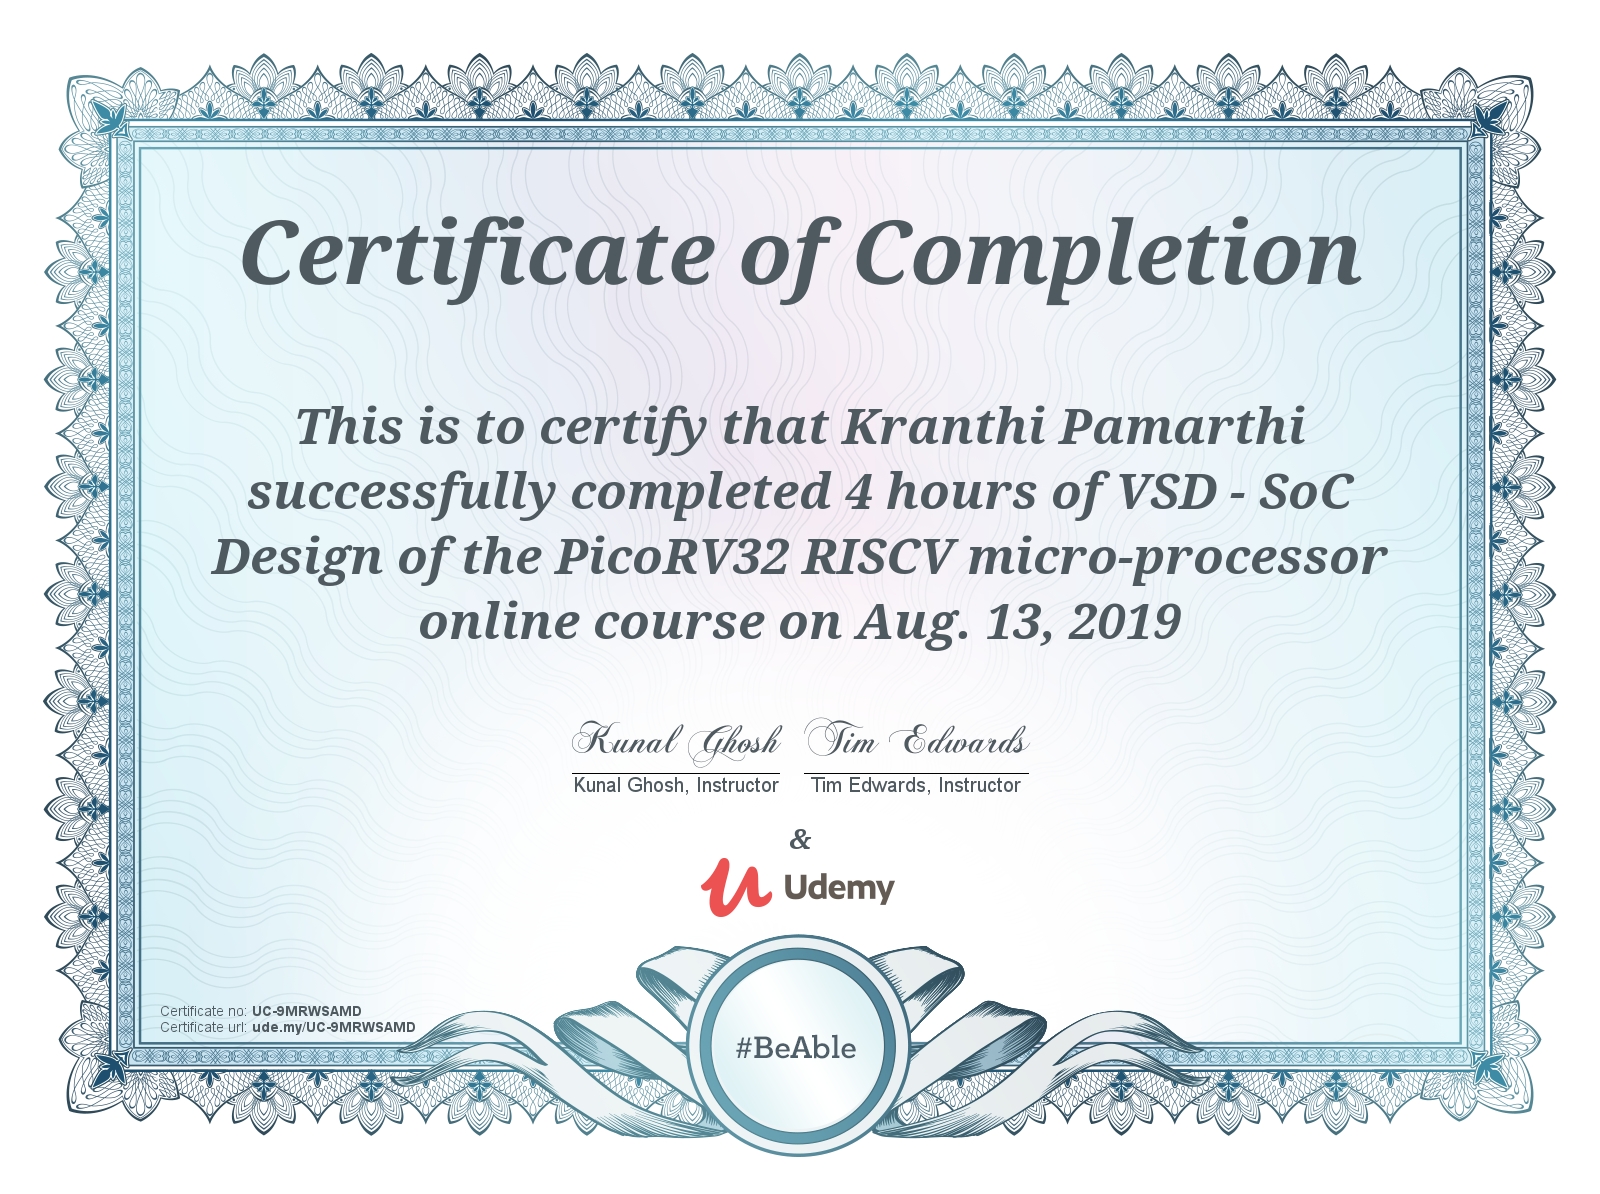 Certificate of Completion
This is to certify that Kranthi Pamarthi
successfully completed 4 hours of VSD - SoC
Design of the PicoRV32 RISCV micro-processor
online course on Aug. 13, 2019
Kunal Ghosh Tim Edwards
Kunal Ghosh, Instructor Tim Edwards, Instructor
&
Udemy
Certificate no: UC-9MRWSAMD
Certificate url: ude.my/UC-9MRWSAMD
#BeAble